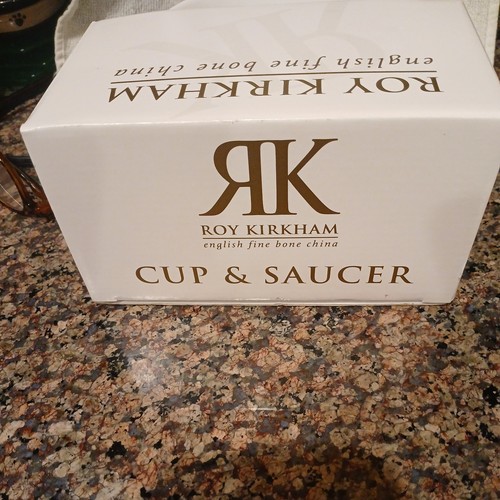 ROY KIRKHAM
english fine bone china
RK
ROY KIRKHAM
english fine bone china
CUP & SAUCER